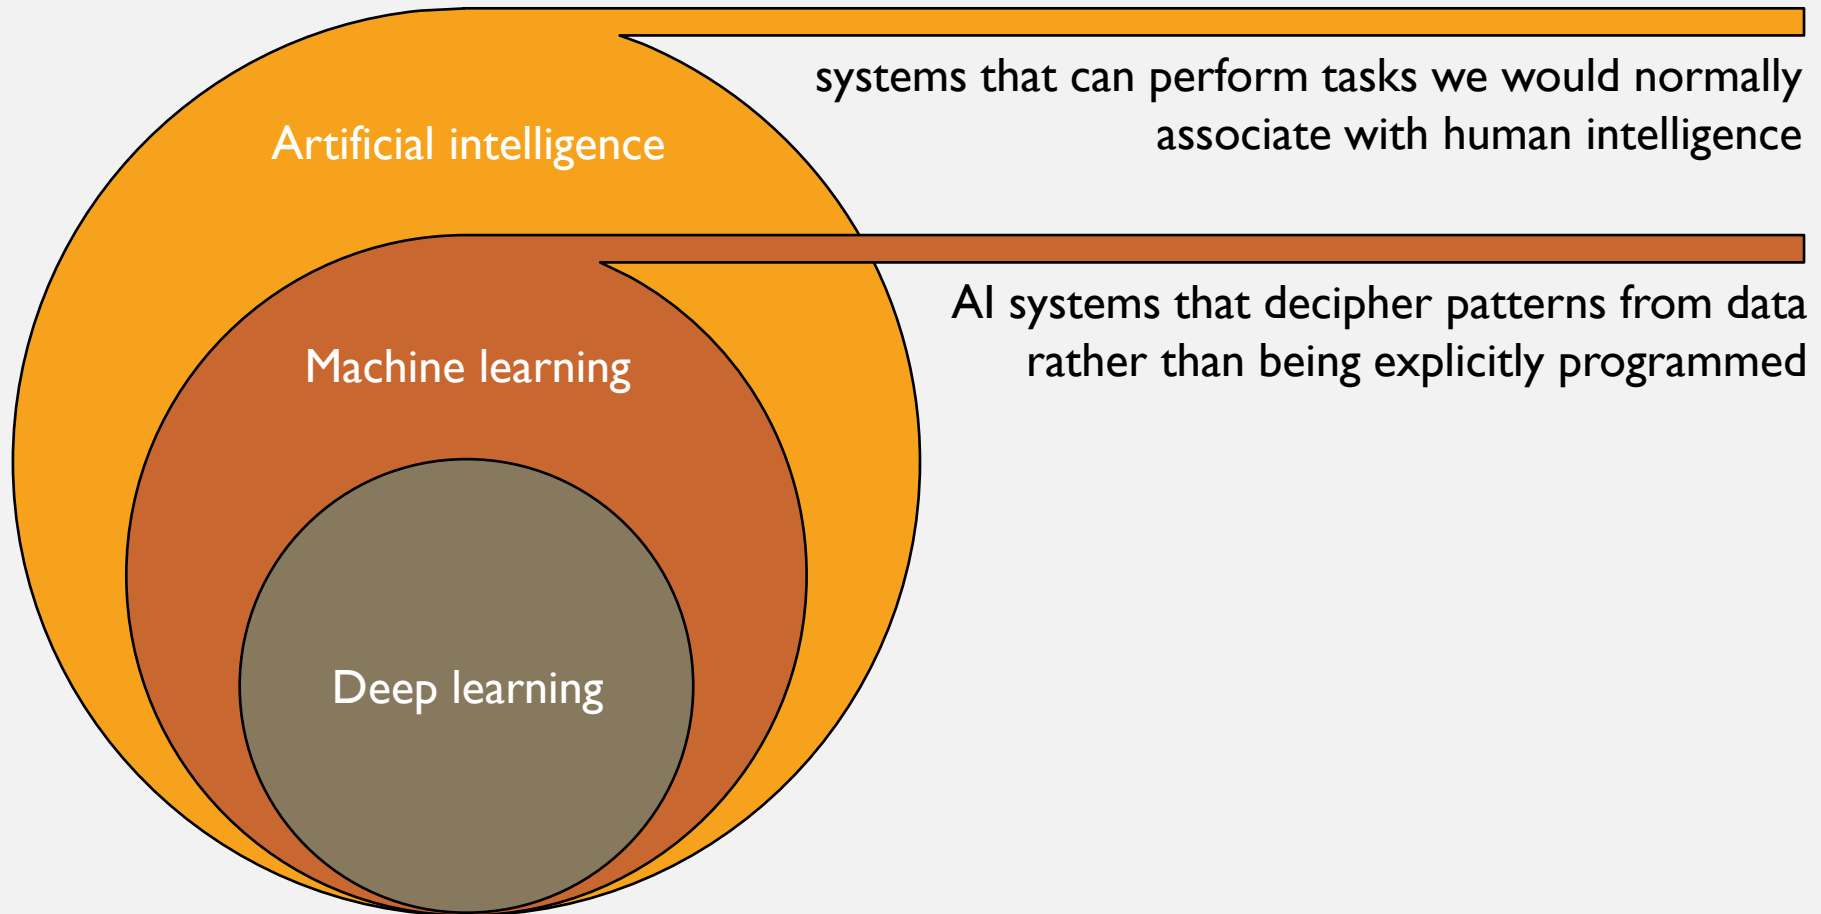 Artificial intelligence
systems that can perform tasks we would normally
associate with human intelligence
Machine learning
AI systems that decipher patterns from data
rather than being explicitly programmed
Deep learning